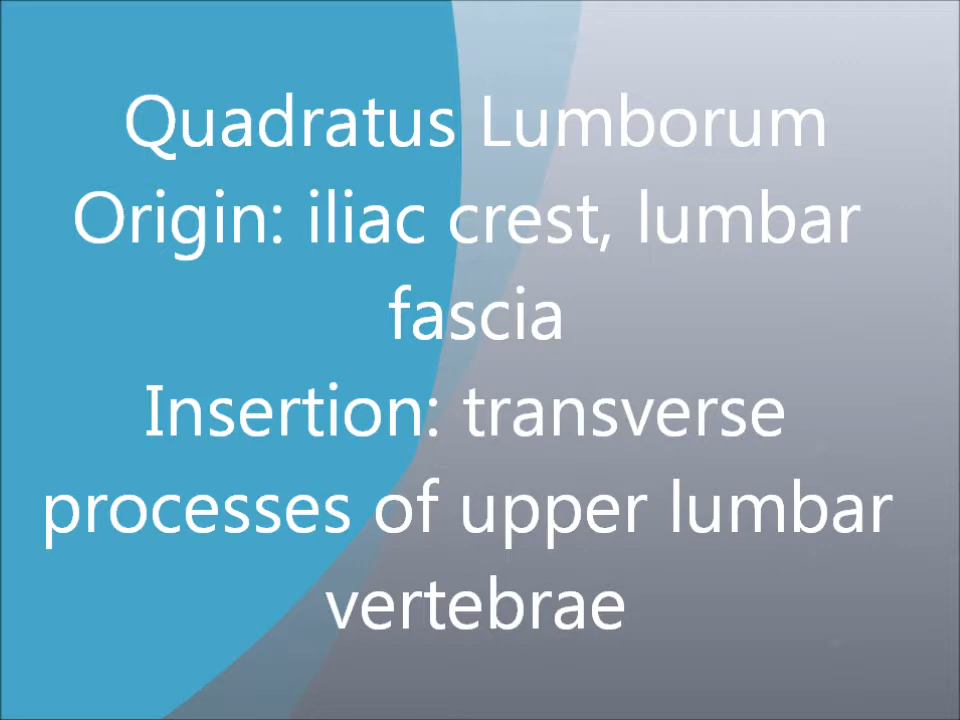 Quadratus Lumborum
Origin: iliac crest, lumbar
fascia
Insertion: transverse
processes of upper lumbar
vertebrae